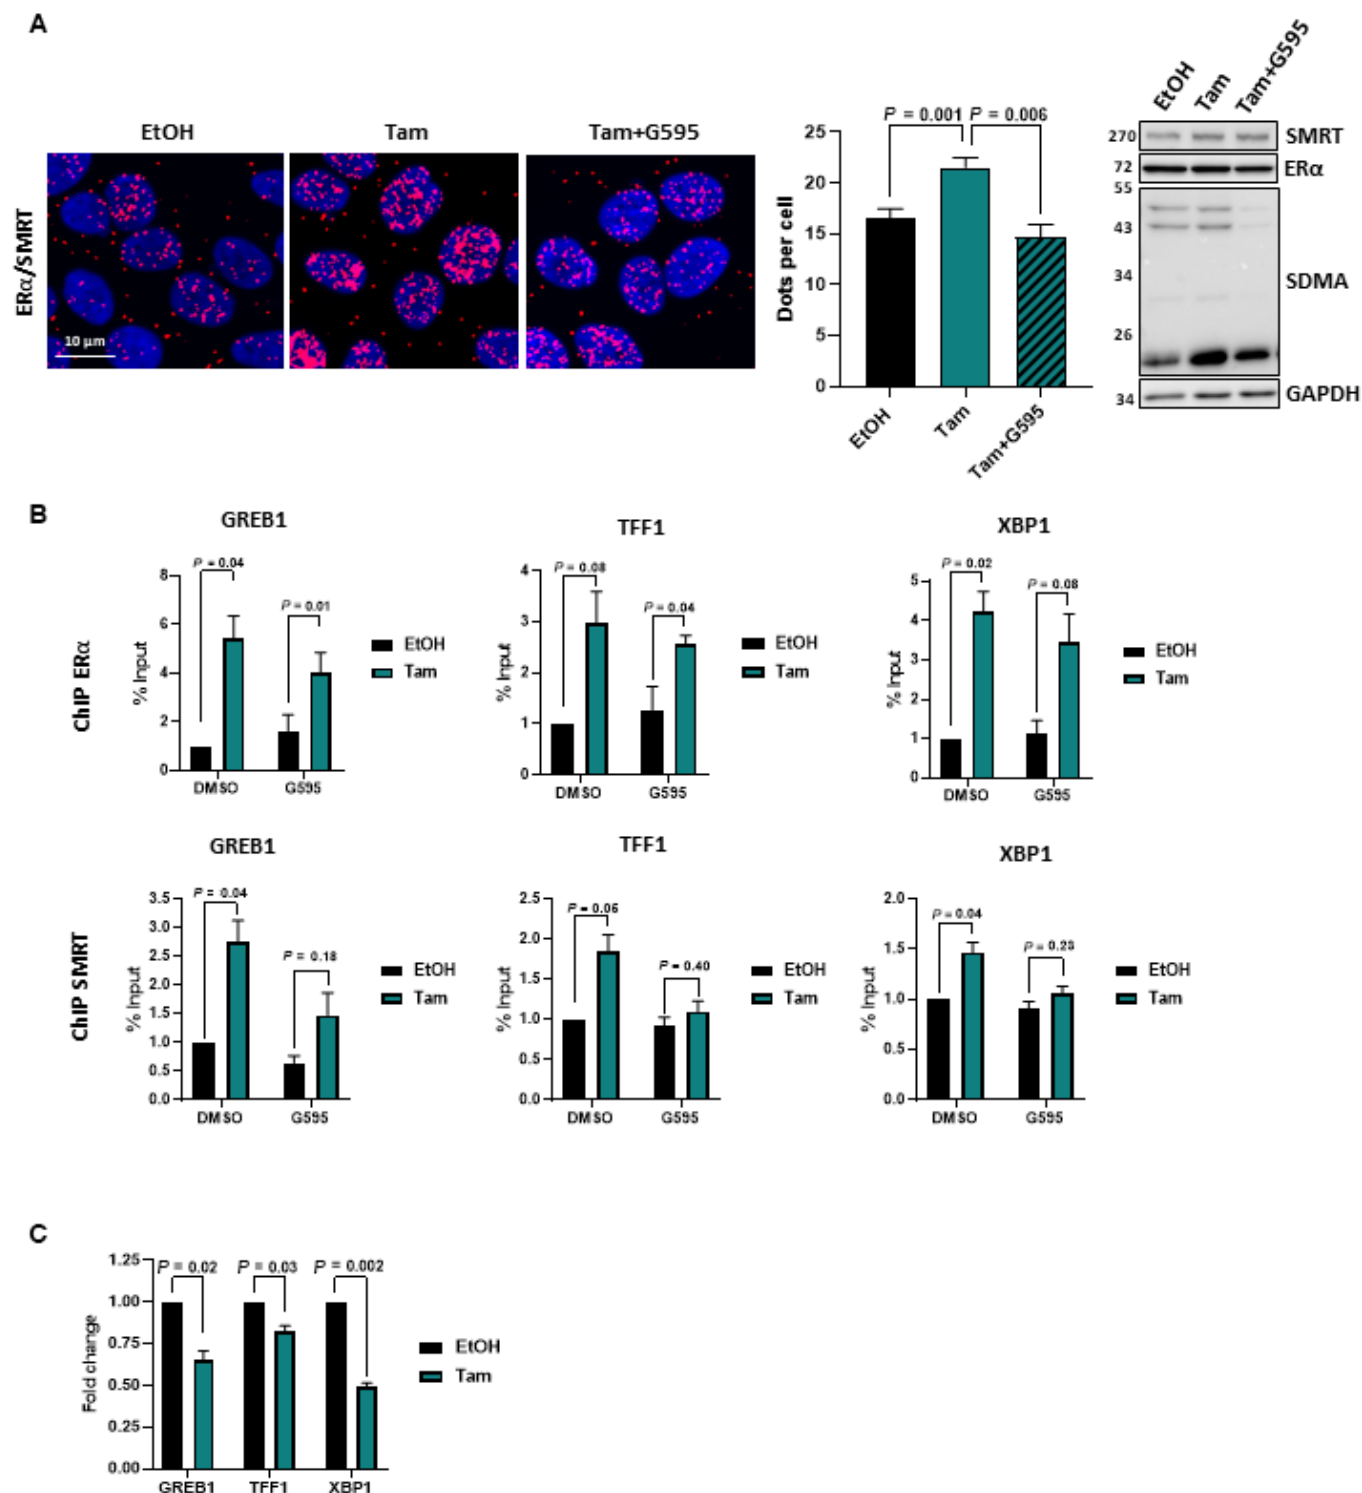 A
EtOH
Tam
Tam+G595
ERα/SMRT
10 µm
P = 0.001
P = 0.006
Dots per cell
25
20
15
10
5
0
EtOH
Tam
Tam+G595
EtOH
Tam
Tam+G595
270
SMRT
72
ERα
55
43
34
26
SDMA
34
GAPDH
B
ChIP ERα
GREB1
P = 0.04
P = 0.01
% Input
8
6
4
2
0
DMSO
G595
EtOH
Tam
TFF1
P = 0.08
P = 0.04
% Input
4
3
2
1
0
DMSO
G595
EtOH
Tam
XBP1
P = 0.02
P = 0.08
% Input
5
4
3
2
1
0
DMSO
G595
EtOH
Tam
ChIP SMRT
GREB1
P = 0.04
P = 0.18
% Input
3.5
3.0
2.5
2.0
1.5
1.0
0.5
0.0
DMSO
G595
EtOH
Tam
TFF1
P = 0.06
P = 0.40
% Input
2.5
2.0
1.5
1.0
0.5
0.0
DMSO
G595
EtOH
Tam
XBP1
P = 0.04
P = 0.23
% Input
2.0
1.5
1.0
0.5
0.0
DMSO
G595
EtOH
Tam
C
P = 0.02
P = 0.03
P = 0.002
Fold change
1.25
1.00
0.75
0.50
0.25
0.00
GREB1
TFF1
XBP1
EtOH
Tam